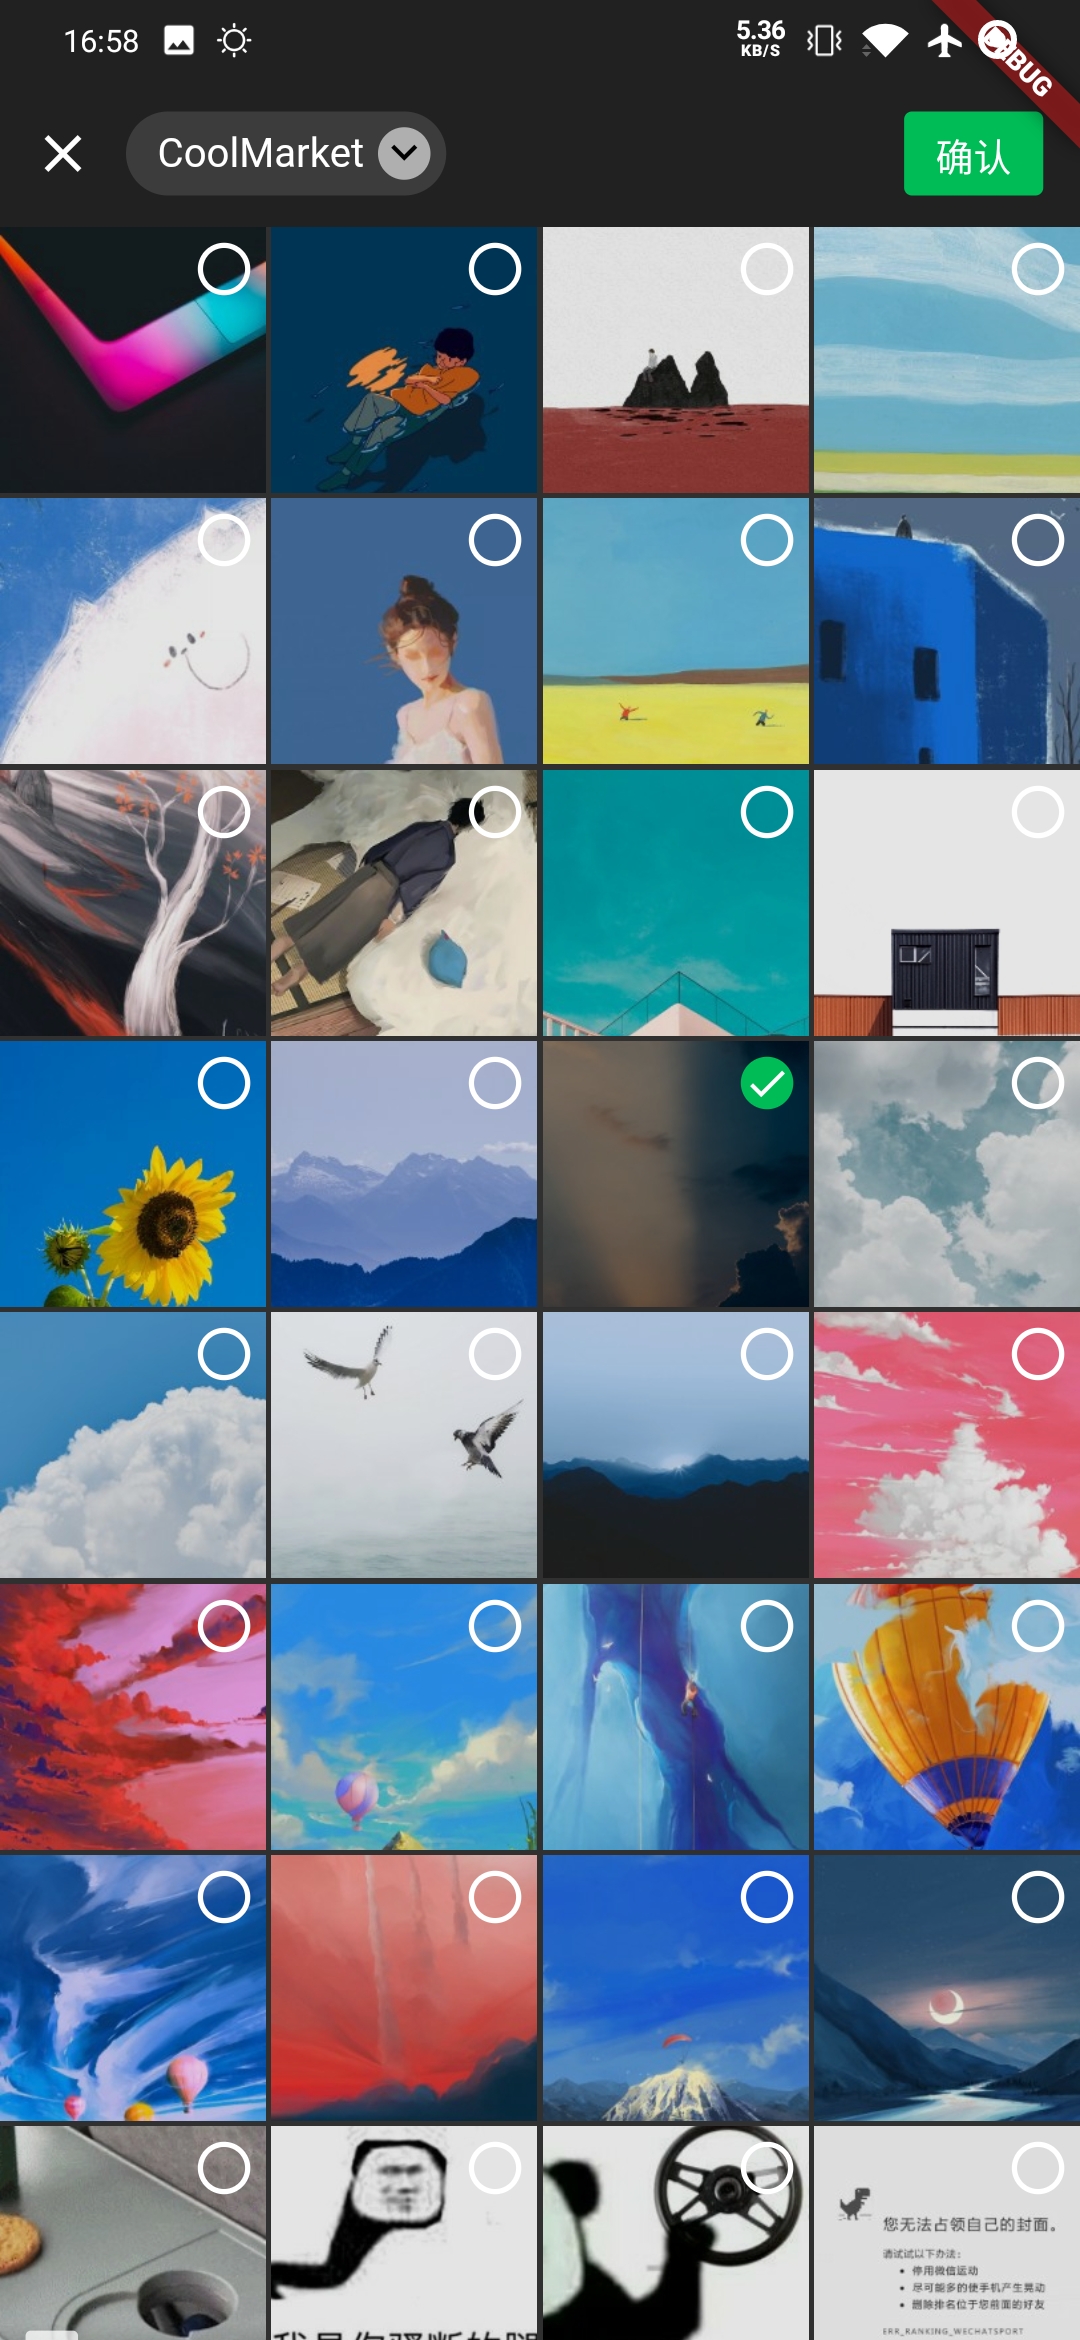 16:58
5.36
KB/S
CoolMarket
确认
您无法占领自己的封面。
请试试以下办法:
• 停用微信运动
• 尽可能多的使手机产生晃动
• 删除排名位于您前面的好友
ERR_RANKING_WECHATSPORT